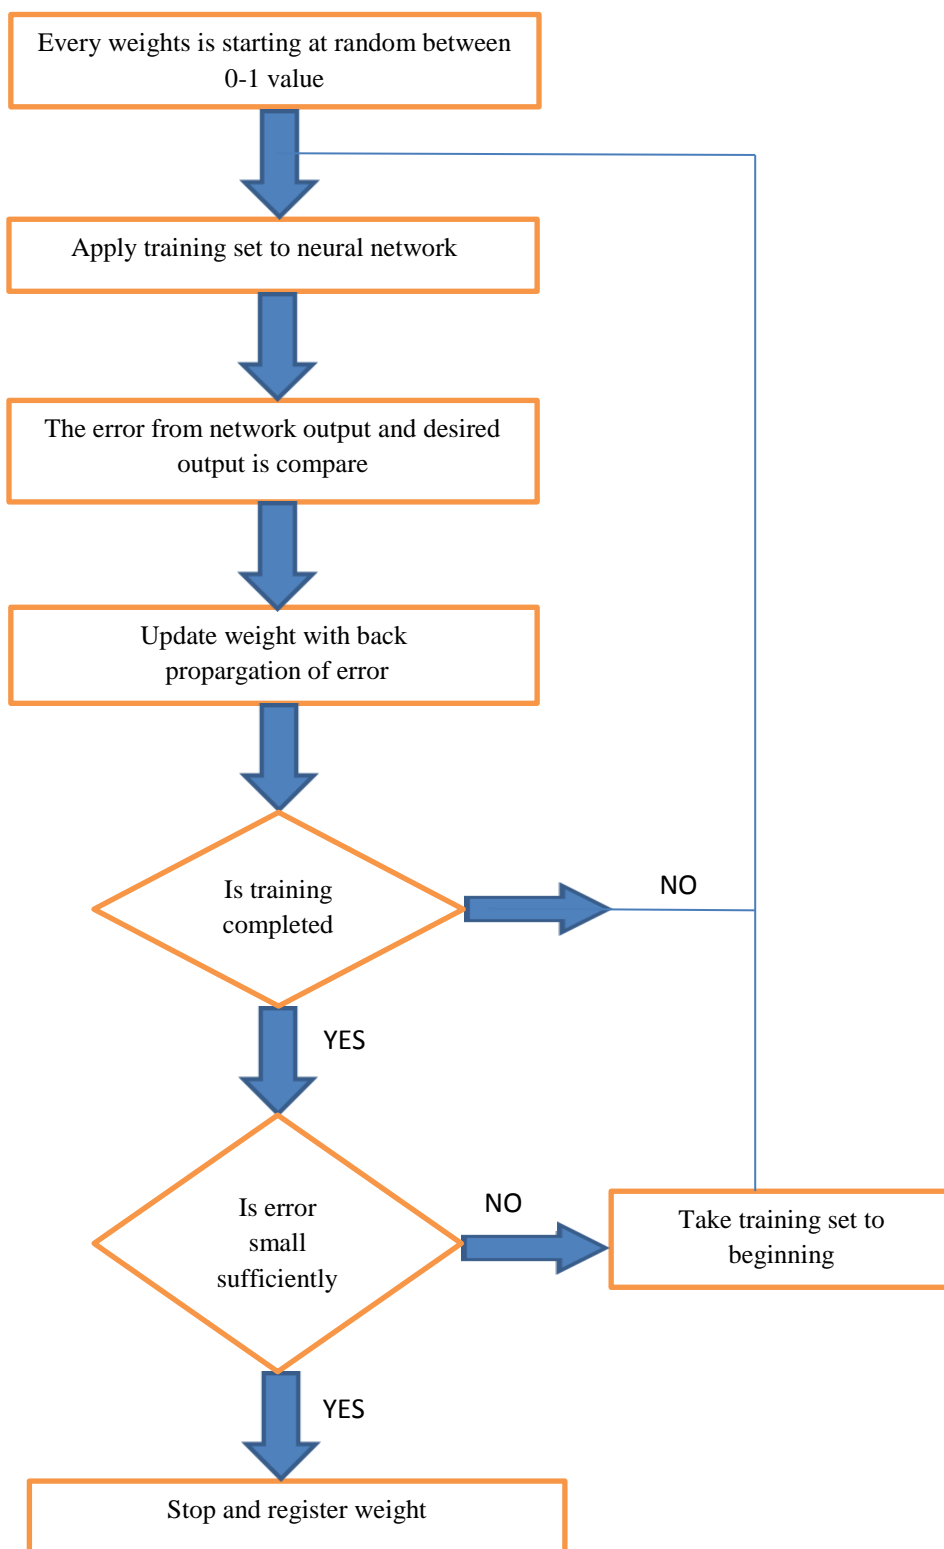 Every weights is starting at random between
0-1 value
Apply training set to neural network
The error from network output and desired
output is compare
Update weight with back
propargation of error
Is training
completed
NO
YES
Is error
small
sufficiently
NO
Take training set to
beginning
YES
Stop and register weight